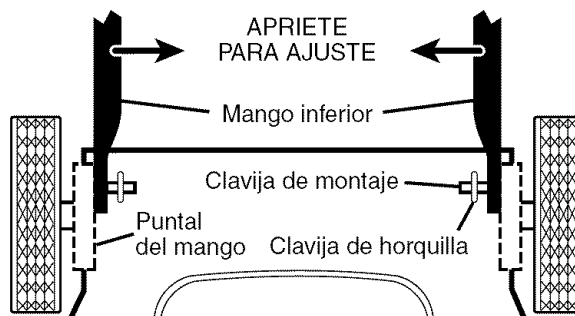 APRIETE
PARA AJUSTE
Mango inferior
Clavija de montaje
Puntal
del mango
Clavija de horquilla